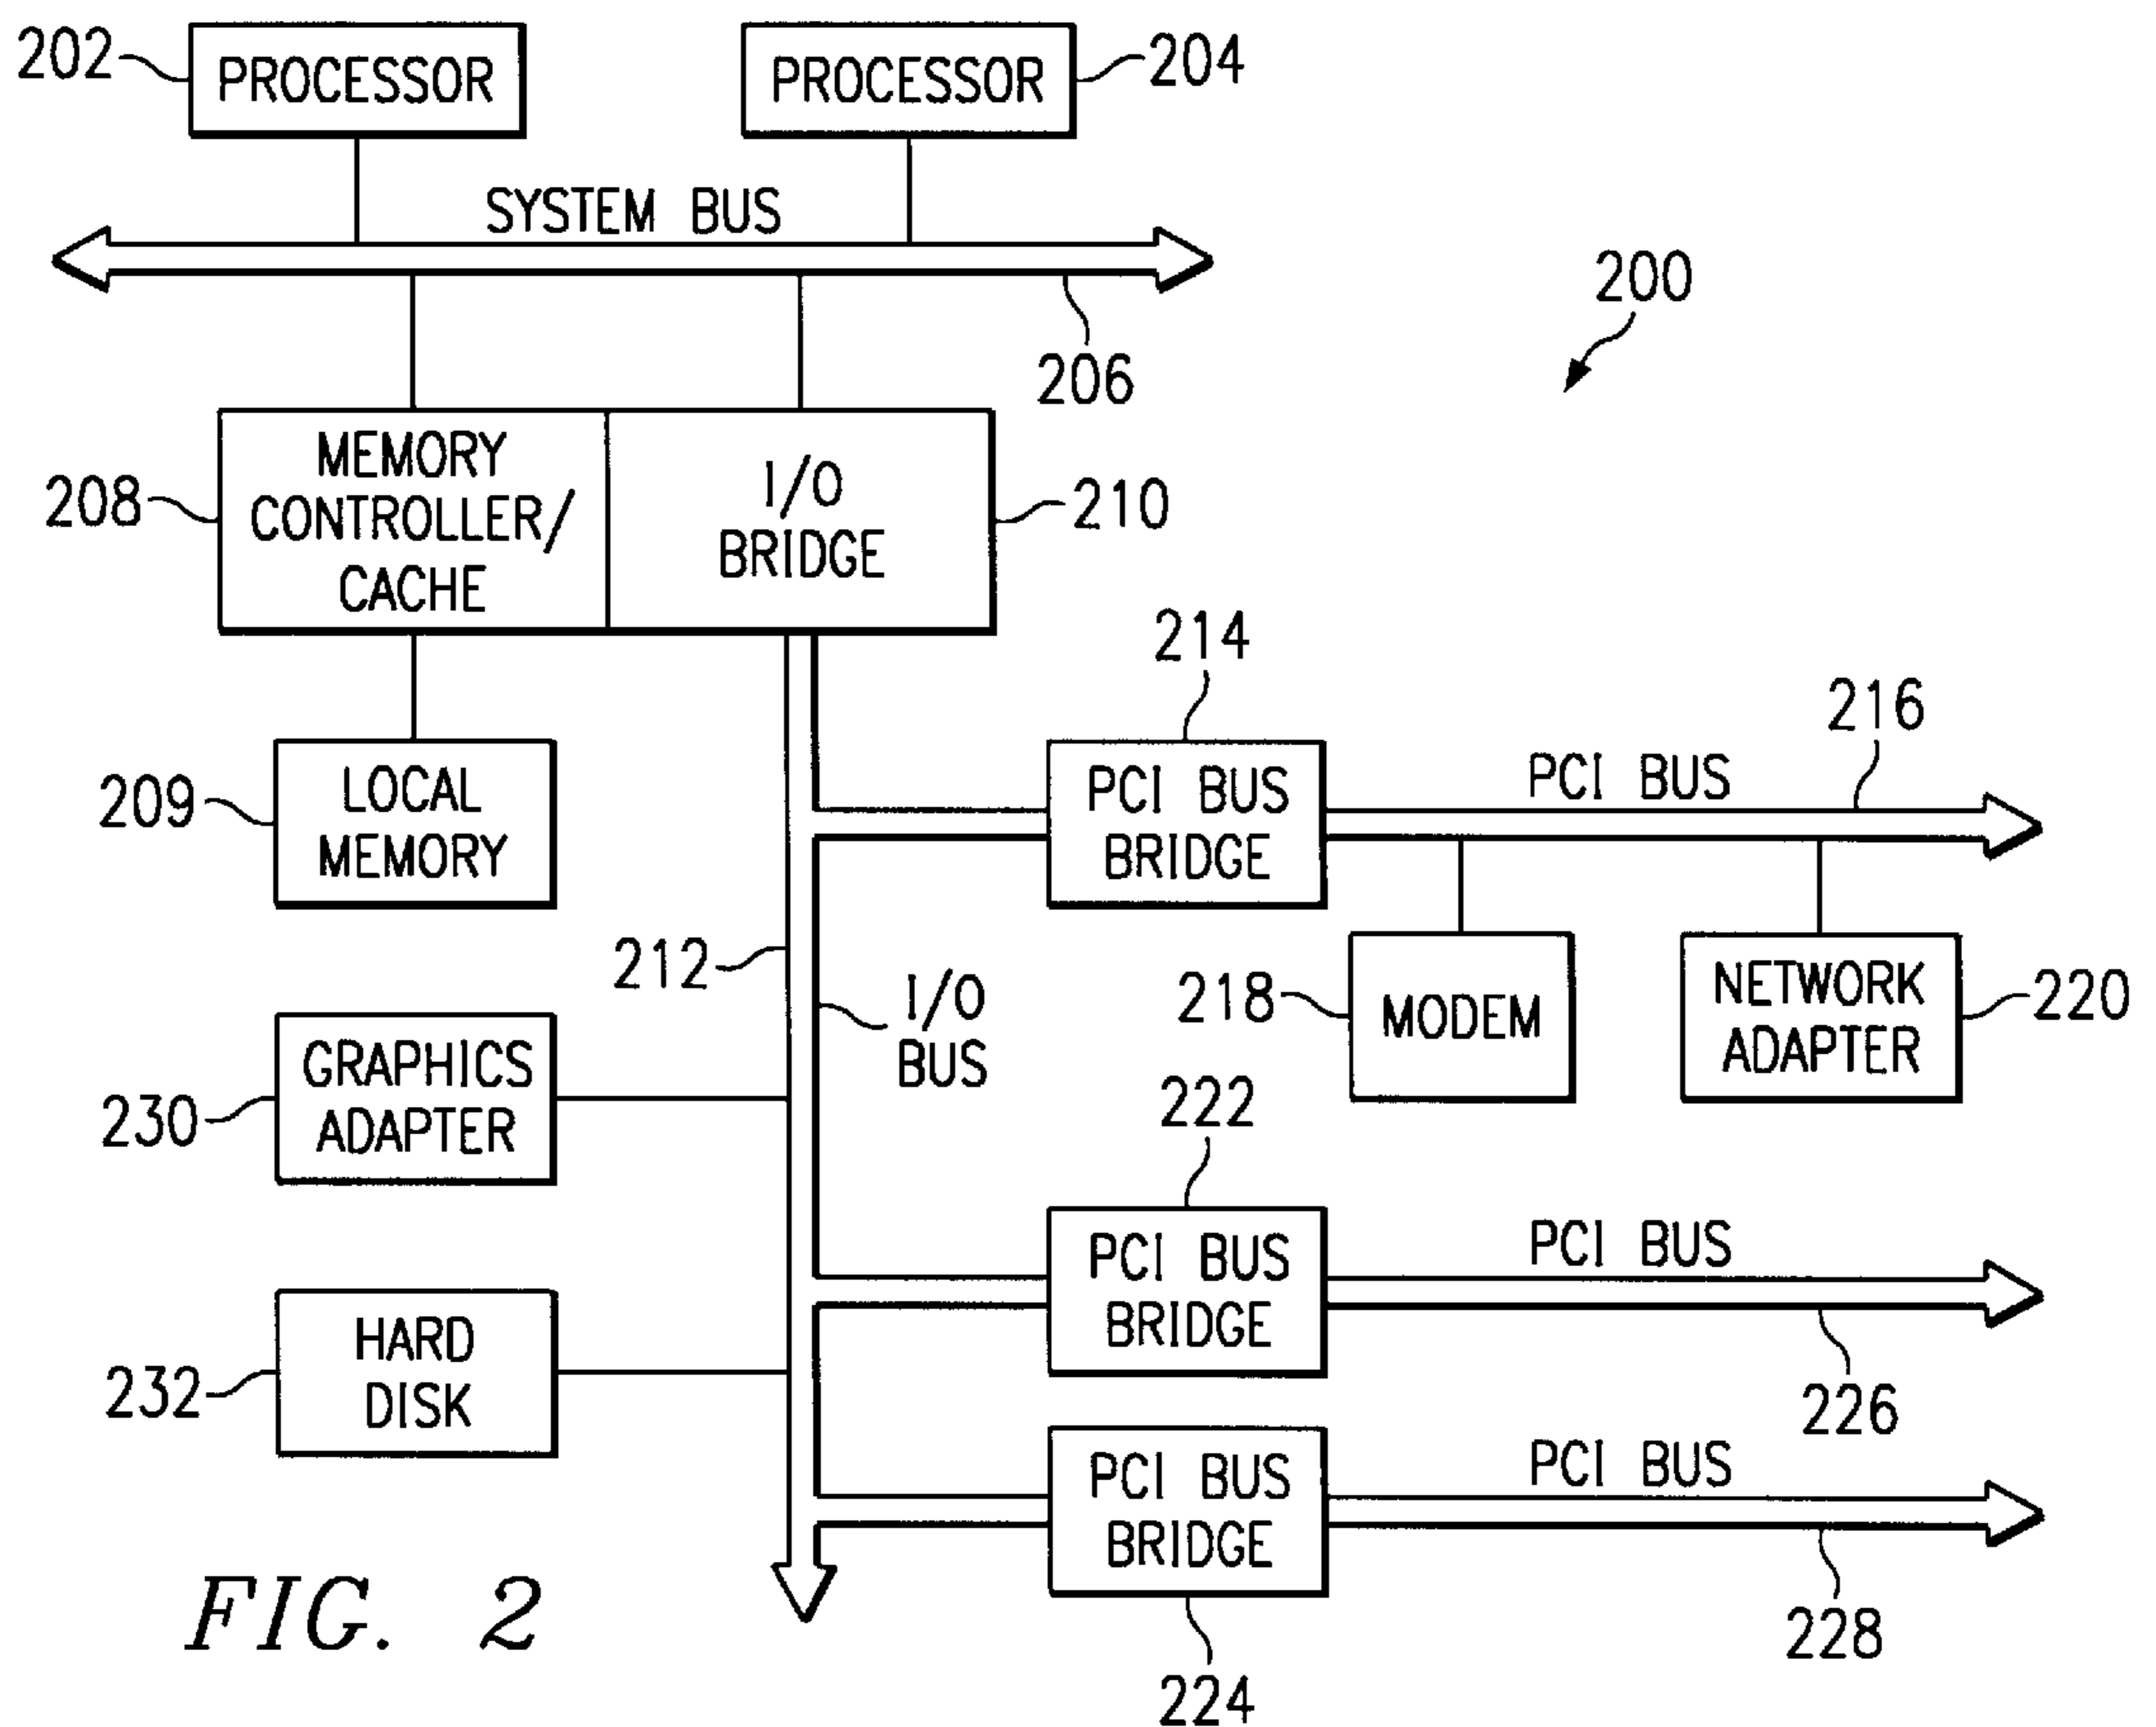 202
PROCESSOR
PROCESSOR
204
SYSTEM BUS
206
200
208
MEMORY
CONTROLLER/
CACHE
I/O
BRIDGE
210
214
216
209
LOCAL
MEMORY
PCI BUS
BRIDGE
PCI BUS
212
I/O
BUS
218
MODEM
NETWORK
ADAPTER
220
230
GRAPHICS
ADAPTER
222
PCI BUS
BRIDGE
PCI BUS
226
232
HARD
DISK
PCI BUS
BRIDGE
PCI BUS
228
224
FIG. 2